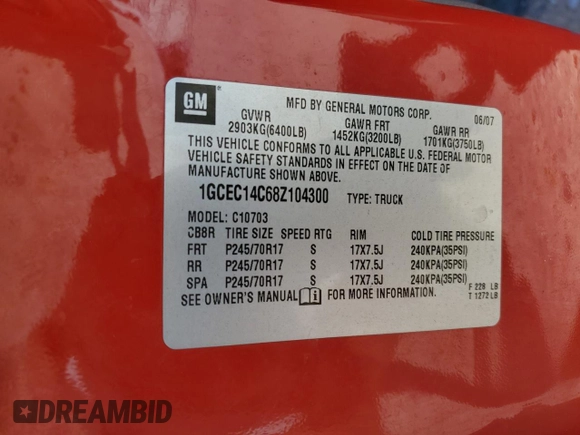 GM
MFD BY GENERAL MOTORS CORP. 06/07
GVWR GAWR FRT GAWR RR
2903KG(6400LB) 1452KG(3200LB) 1701KG(3750LB)
THIS VEHICLE CONFORMS TO ALL APPLICABLE U.S. FEDERAL MOTOR
VEHICLE SAFETY STANDARDS IN EFFECT ON THE DATE OF
MANUFACTURE SHOWN ABOVE.
1GCEC14C68Z104300 TYPE: TRUCK
MODEL: C10703
CB8R TIRE SIZE SPEED RTG RIM COLD TIRE PRESSURE
FRT P245/70R17 S 17X7.5J 240KPA(35PSI)
RR P245/70R17 S 17X7.5J 240KPA(35PSI)
SPA P245/70R17 S 17X7.5J 240KPA(35PSI)
SEE OWNER'S MANUAL i FOR MORE INFORMATION.
F 228 LB
T 1272 LB
DREAMBID